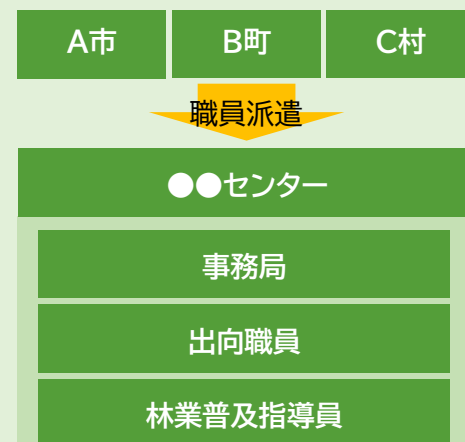 A市 B町 C村
職員派遣
●●センター
事務局
出向職員
林業普及指導員